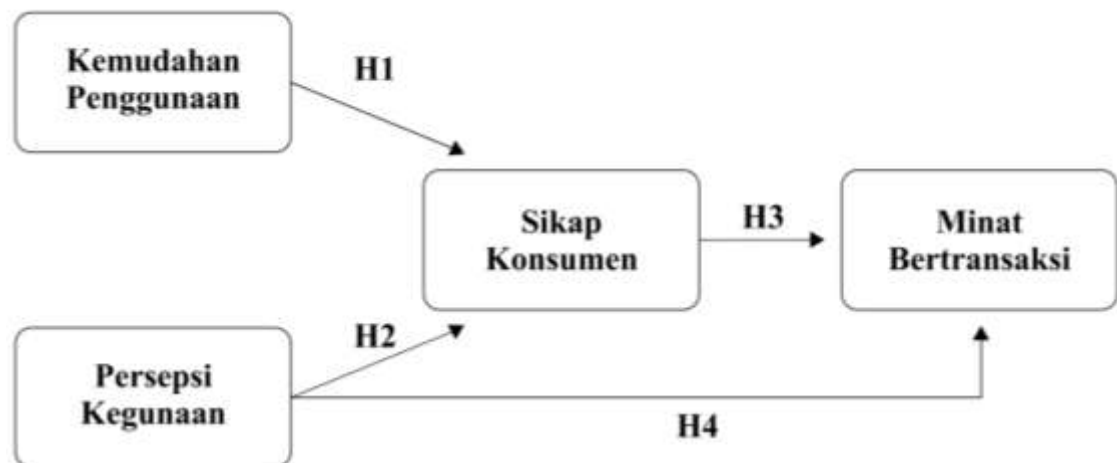 Kemudahan
Penggunaan
H1
Sikap
Konsumen
H3
Minat
Bertransaksi
H2
Persepsi
Kegunaan
H4